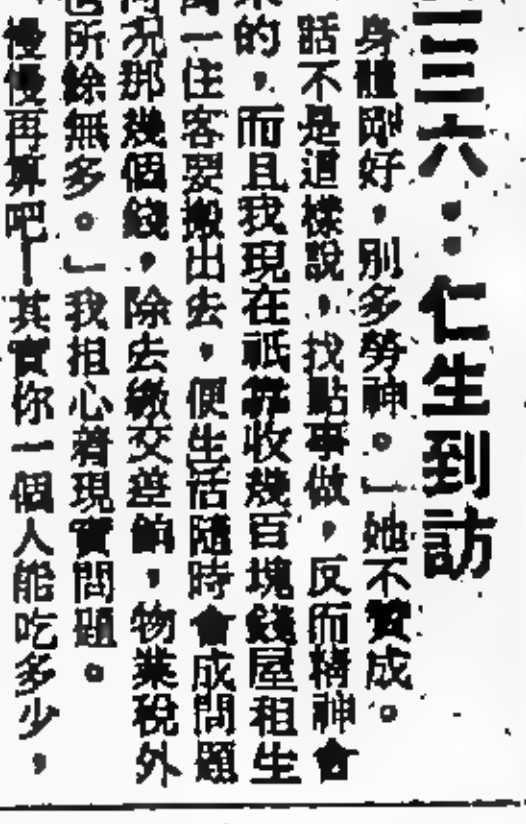 三三六：仁生到訪
身體剛好，別多勞神。」她不贊成。
話不是這樣說，找點事做，反而精神會
的，而且我現在祇靠收幾百塊錢屋租生
一住客要搬出去，便生活隨時會成問題
況那幾個錢，除去繳交差餉，物業稅外
所餘無多。」我担心着現實問題。
慢慢再算吧－其實你一個人能吃多少，